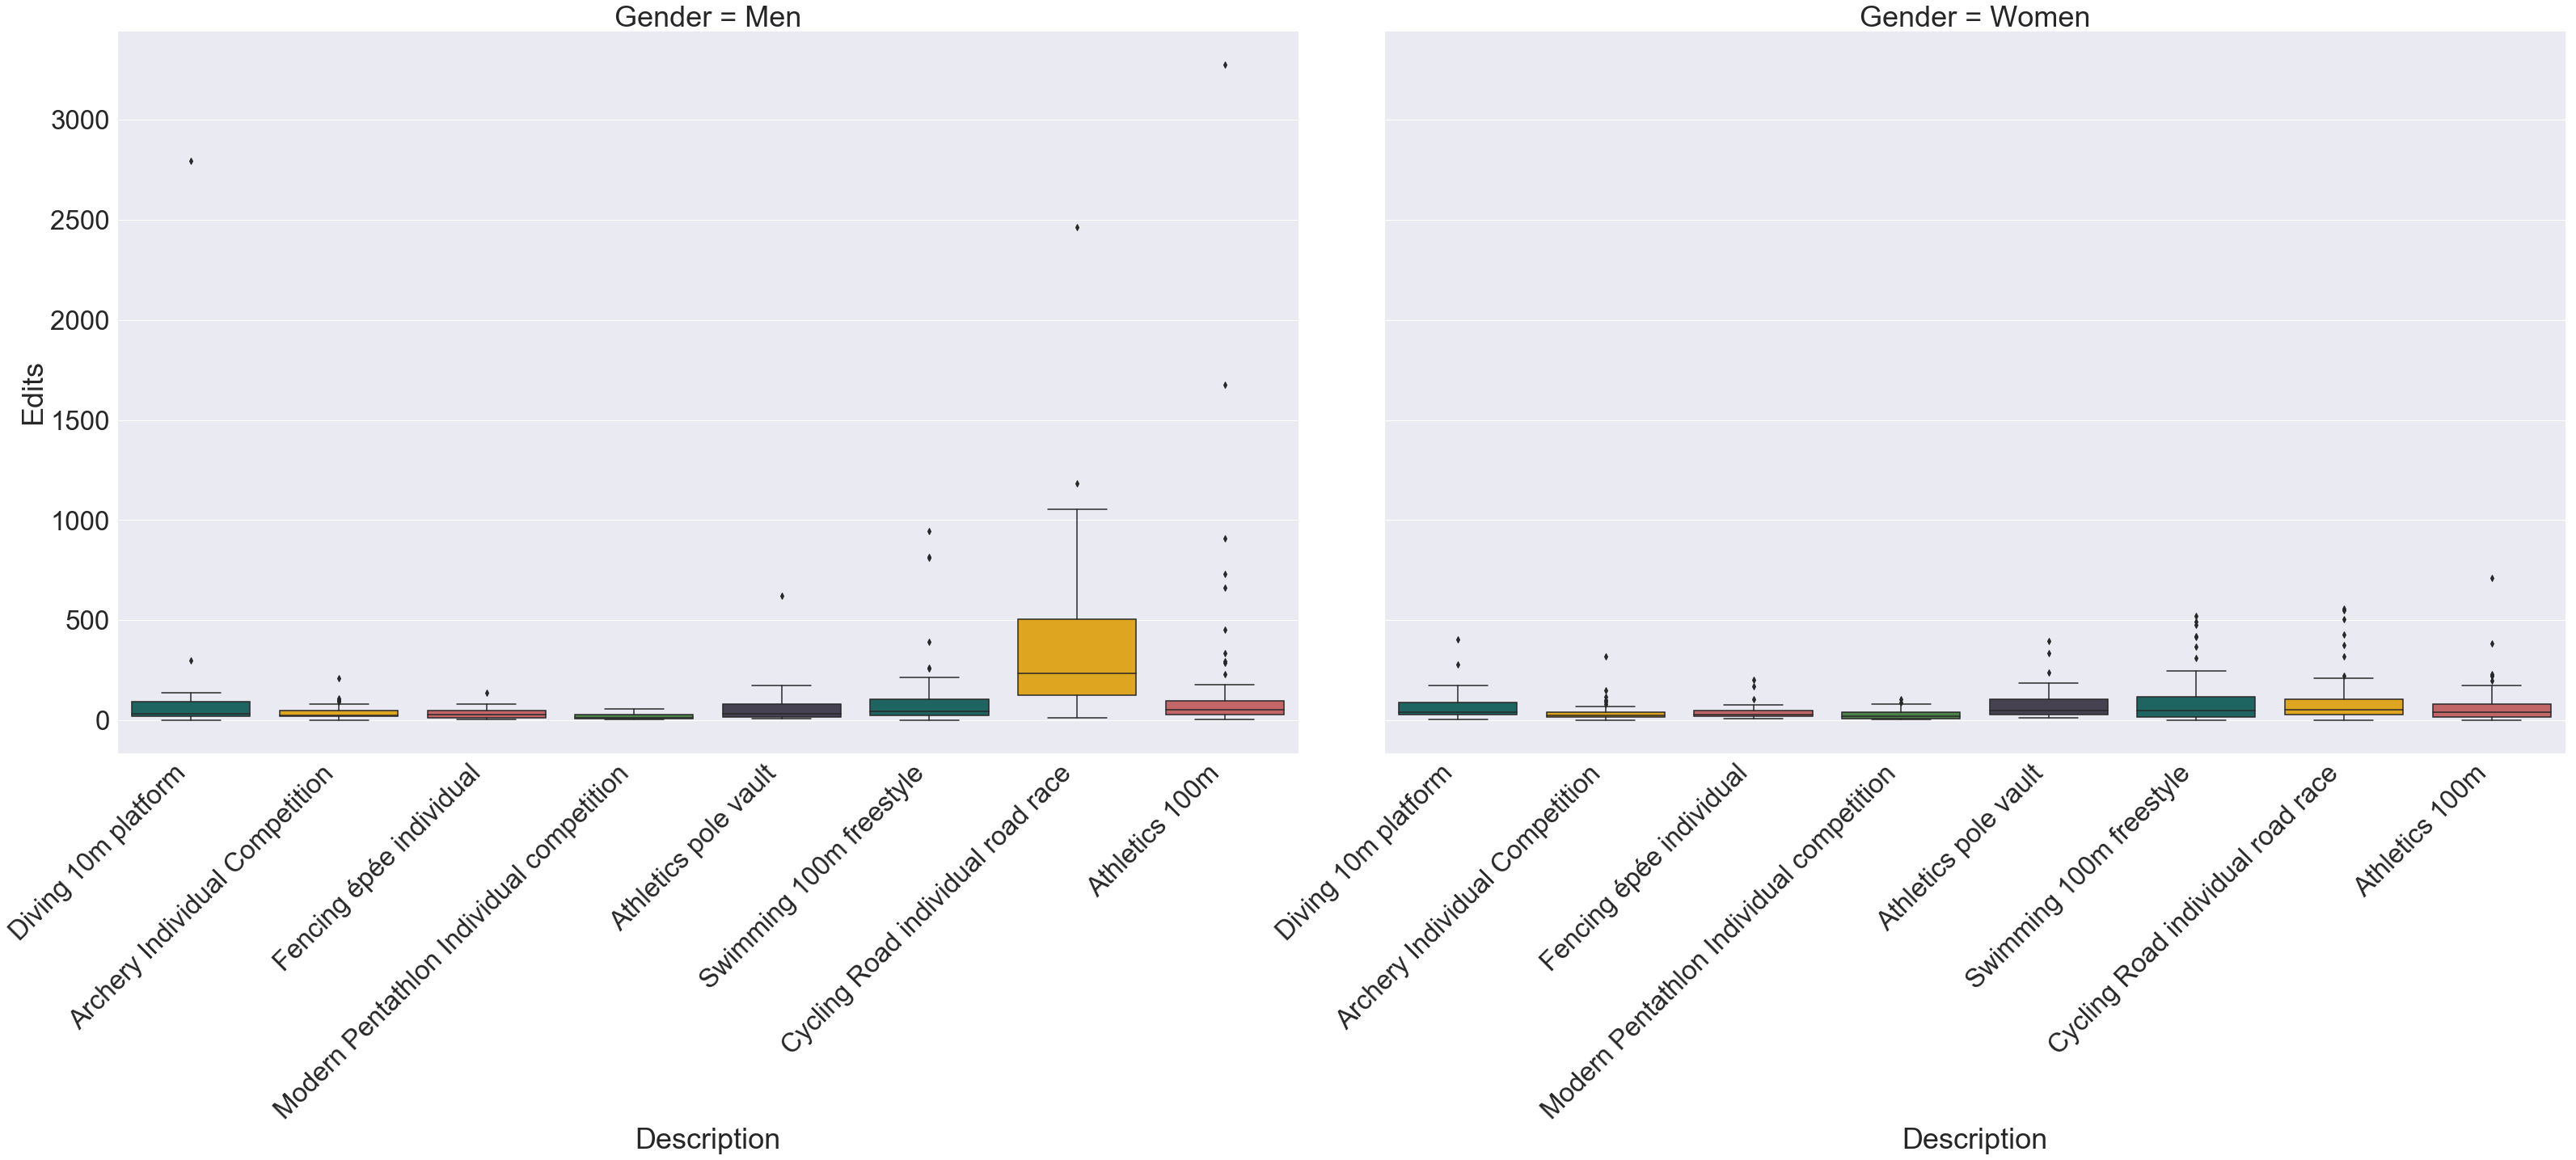 Gender = Men
Gender = Women
Edits
3000
2500
2000
1500
1000
500
0
Diving 10m platform
Archery Individual Competition
Fencing épée individual
Modern Pentathlon Individual competition
Athletics pole vault
Swimming 100m freestyle
Cycling Road individual road race
Athletics 100m
Description
Diving 10m platform
Archery Individual Competition
Fencing épée individual
Modern Pentathlon Individual competition
Athletics pole vault
Swimming 100m freestyle
Cycling Road individual road race
Athletics 100m
Description